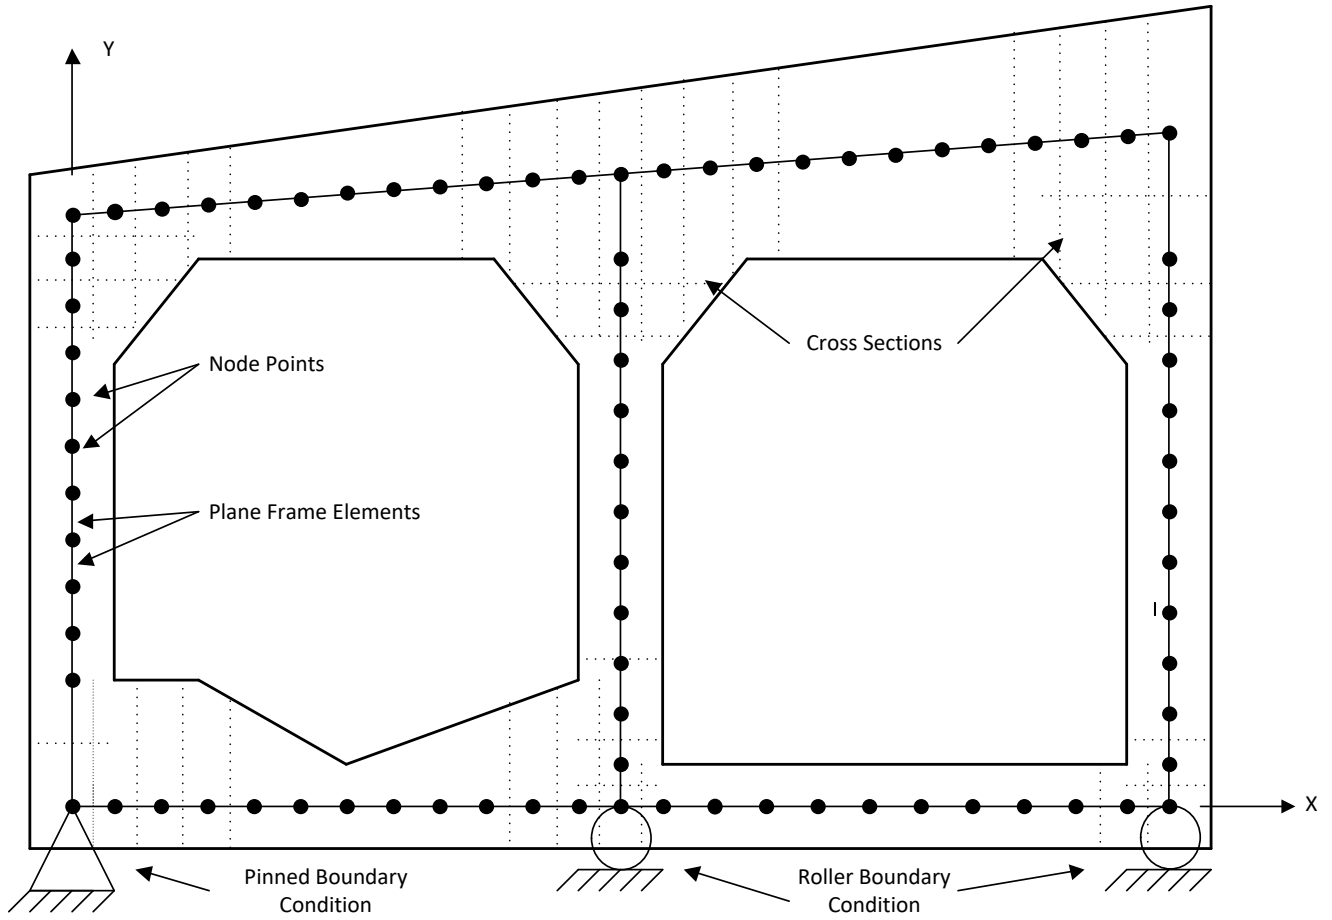 Y
Cross Sections
Node Points
Plane Frame Elements
I
X
Pinned Boundary
Condition
Roller Boundary
Condition